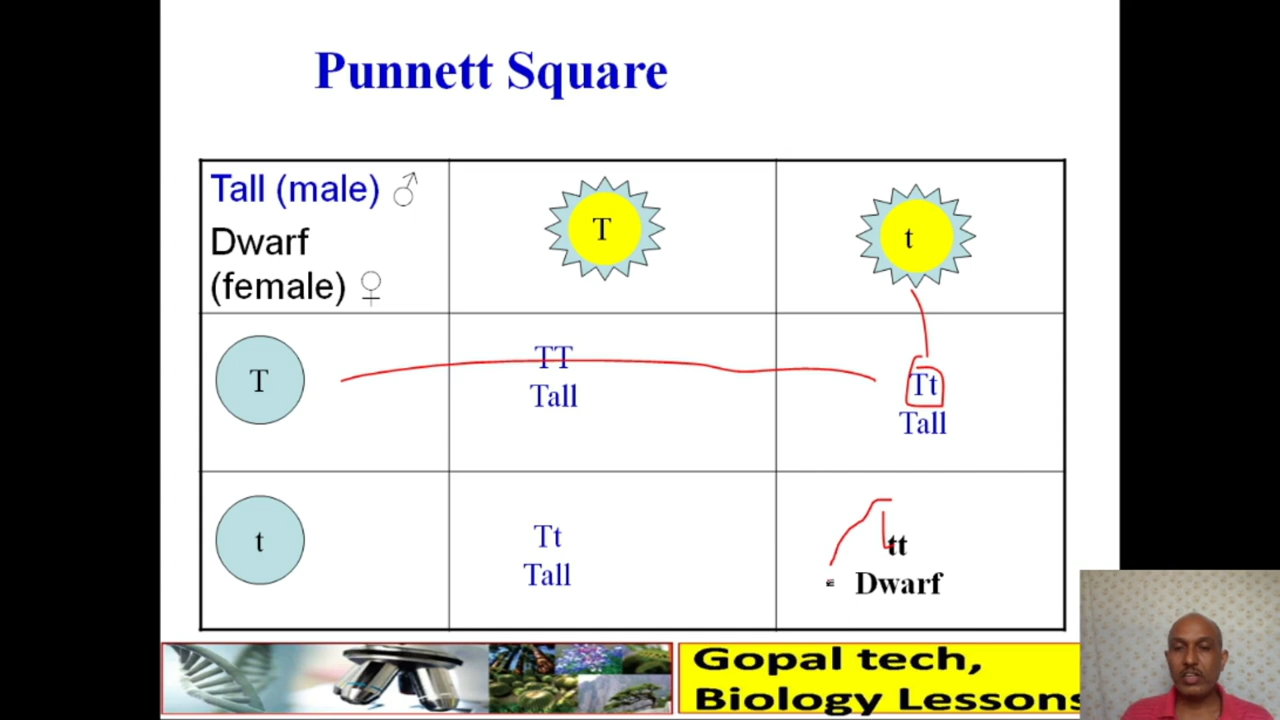 Punnett Square
Tall (male) ♂
Dwarf
(female) ♀
T
t
T
TT
Tall
Tt
Tall
t
Tt
Tall
tt
Dwarf
Gopal tech,
Biology Lessons